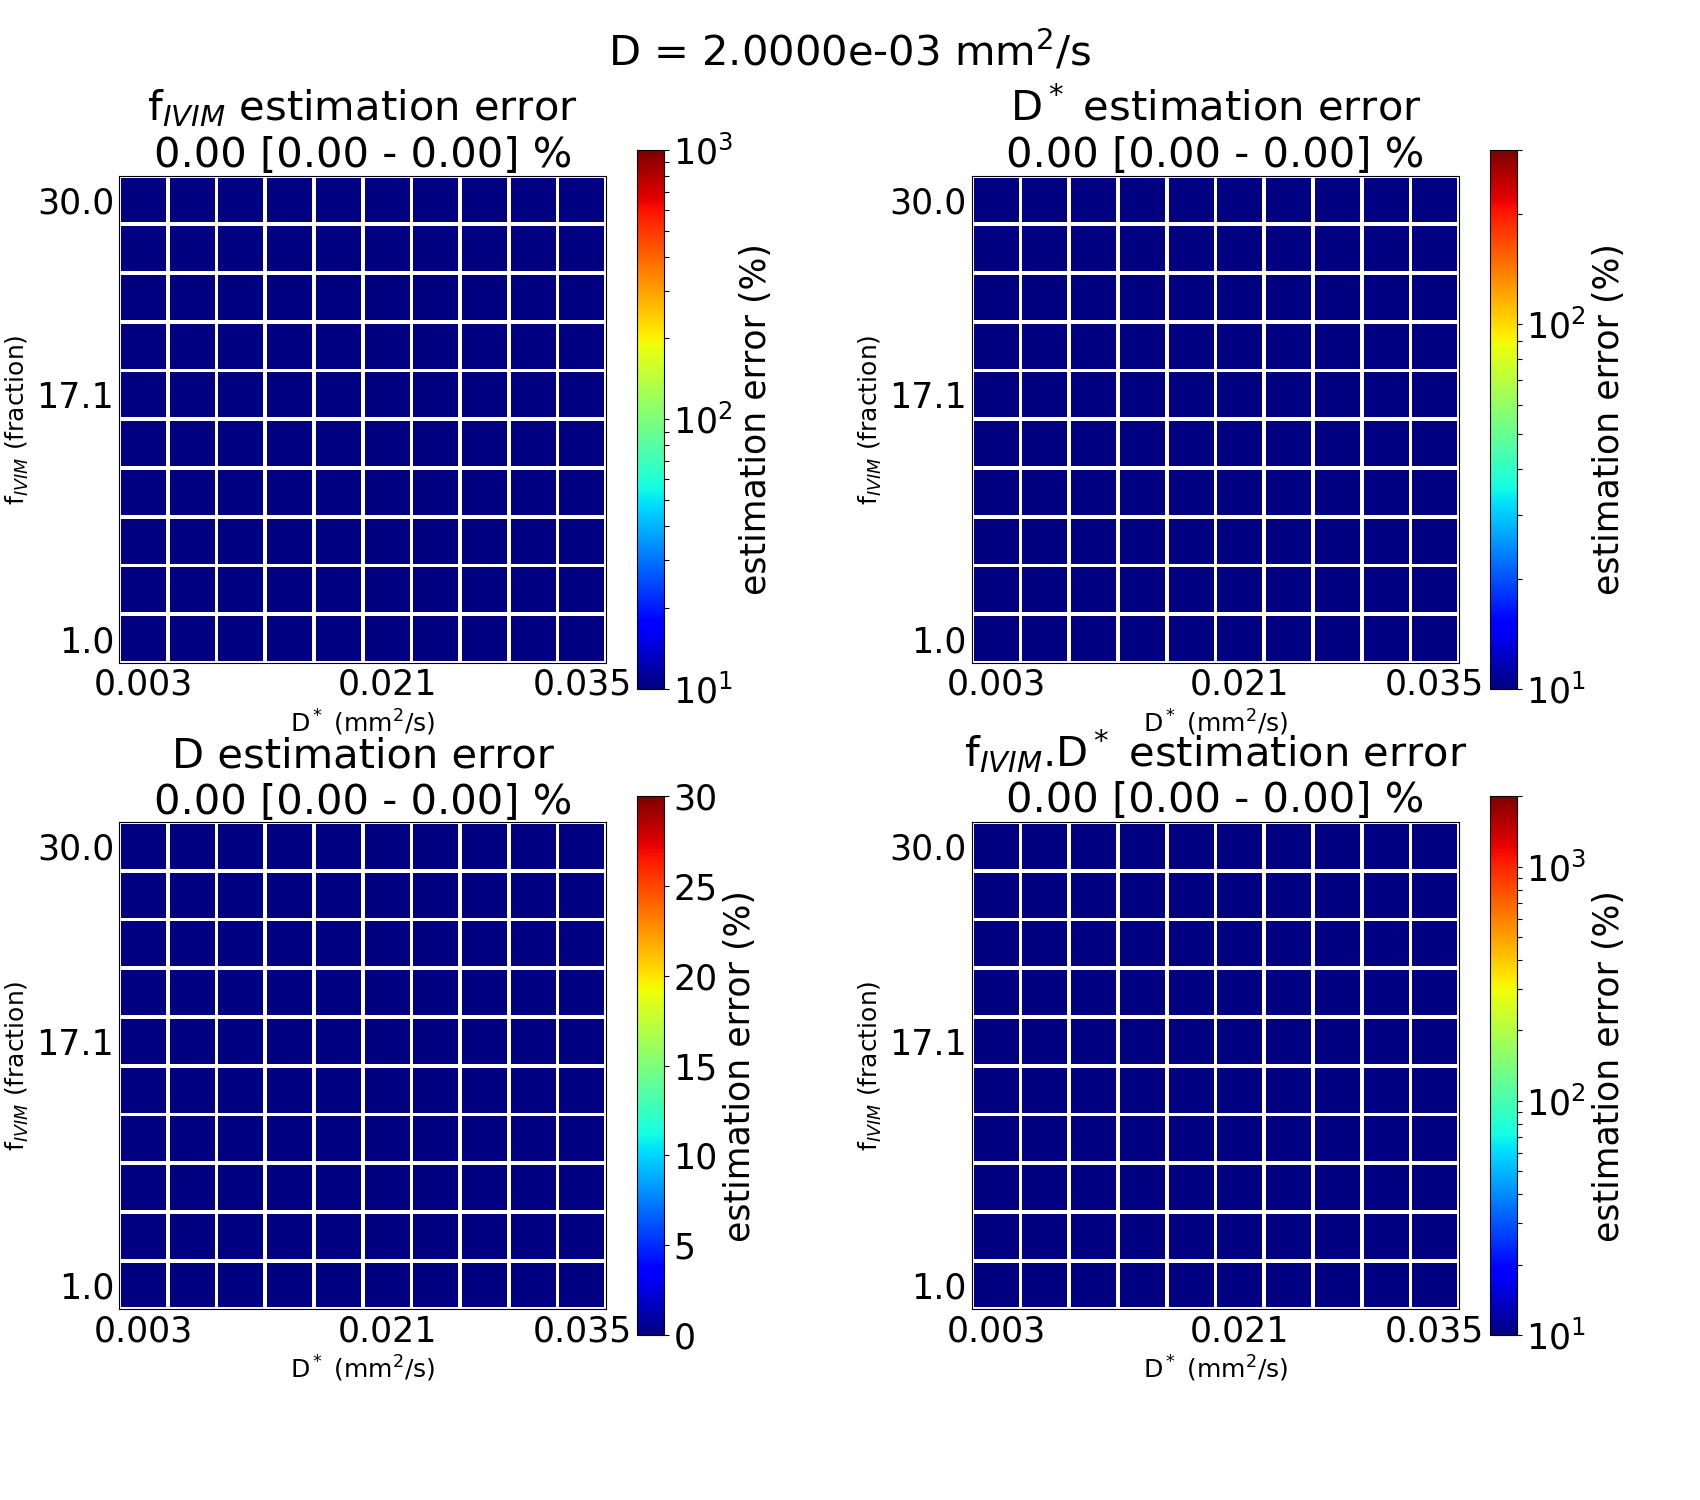 D = 2.0000e-03 mm²/s
f_IVIM estimation error
0.00 [0.00 - 0.00] %
30.0
17.1
1.0
f_IVIM (fraction)
0.003 0.021 0.035
D* (mm²/s)
10³
10²
10¹
estimation error (%)
D* estimation error
0.00 [0.00 - 0.00] %
30.0
17.1
1.0
f_IVIM (fraction)
0.003 0.021 0.035
D* (mm²/s)
10²
10¹
estimation error (%)
D estimation error
0.00 [0.00 - 0.00] %
30.0
17.1
1.0
f_IVIM (fraction)
0.003 0.021 0.035
D* (mm²/s)
30
25
20
15
10
5
0
estimation error (%)
f_IVIM.D* estimation error
0.00 [0.00 - 0.00] %
30.0
17.1
1.0
f_IVIM (fraction)
0.003 0.021 0.035
D* (mm²/s)
10³
10²
10¹
estimation error (%)